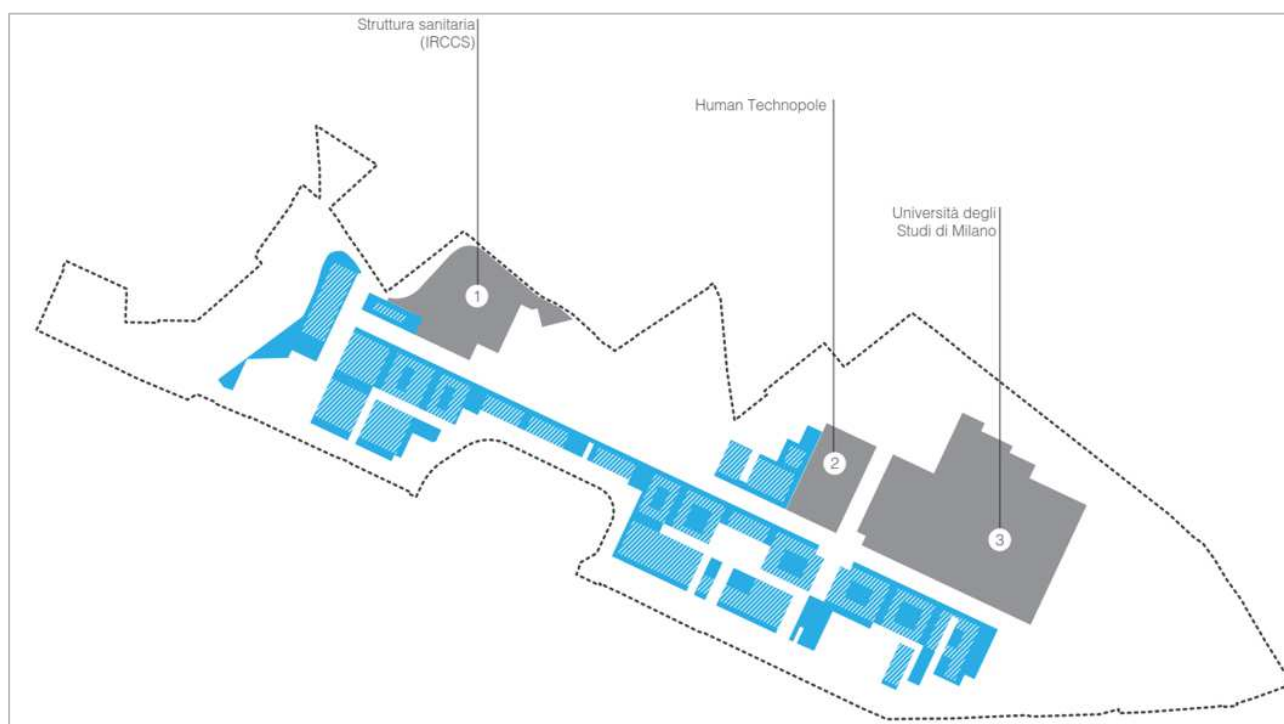 Struttura sanitaria
(IRCCS)
Human Technopole
Università degli
Studi di Milano
1
2
3